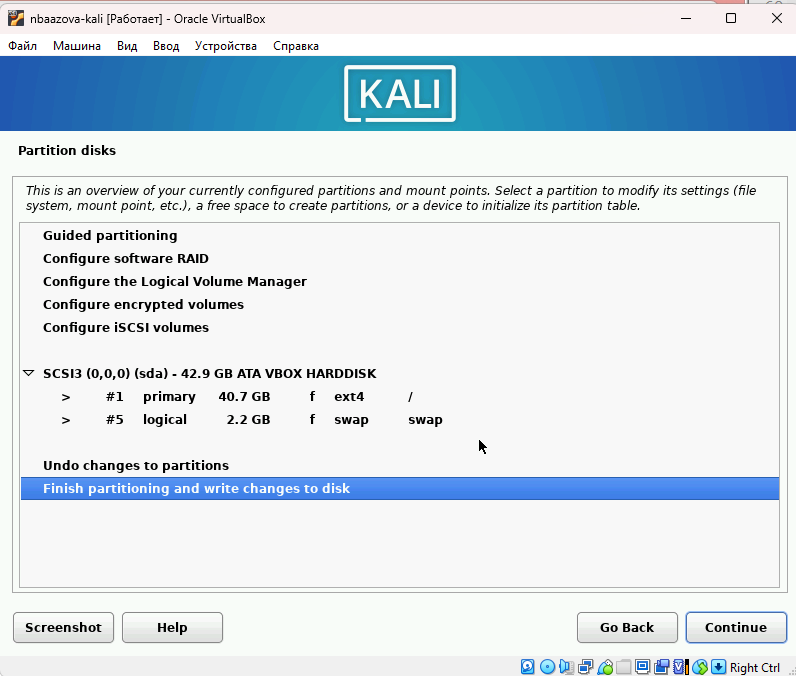 nbaazova-kali [Работает] - Oracle VirtualBox
Файл Машина Вид Ввод Устройства Справка
KALI
Partition disks
This is an overview of your currently configured partitions and mount points. Select a partition to modify its settings (file
system, mount point, etc.), a free space to create partitions, or a device to initialize its partition table.
Guided partitioning
Configure software RAID
Configure the Logical Volume Manager
Configure encrypted volumes
Configure iSCSI volumes
SCSI3 (0,0,0) (sda) - 42.9 GB ATA VBOX HARDDISK
> #1 primary 40.7 GB f ext4 /
> #5 logical 2.2 GB f swap swap
Undo changes to partitions
Finish partitioning and write changes to disk
Screenshot Help Go Back Continue
Right Ctrl